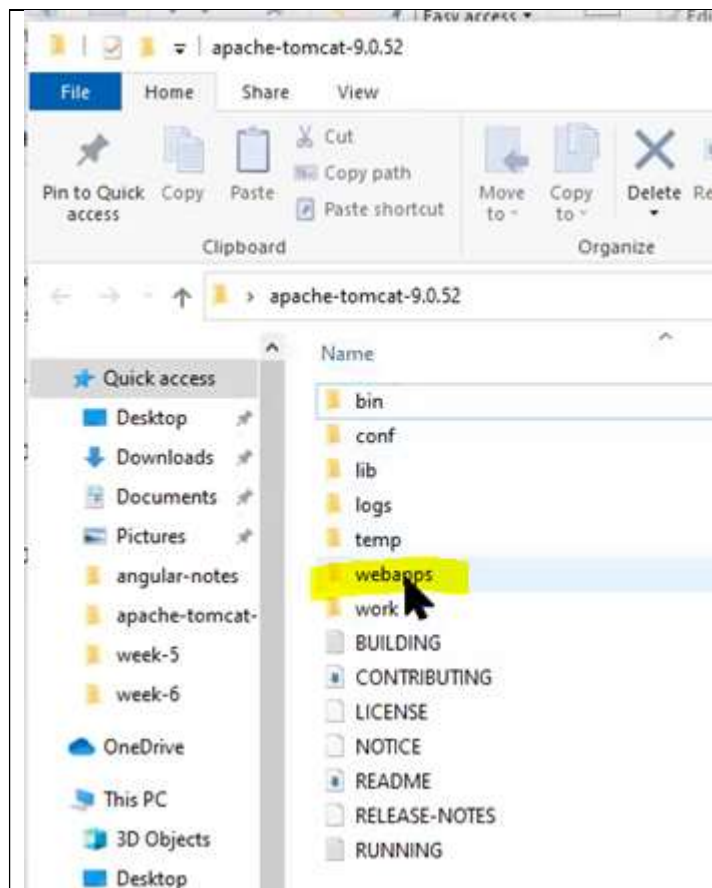 Easy access
apache-tomcat-9.0.52
File Home Share View
Pin to Quick access
Copy
Paste
Cut
Copy path
Paste shortcut
Move to
Copy to
Delete
Clipboard
Organize
apache-tomcat-9.0.52
Name
Quick access
Desktop
Downloads
Documents
Pictures
angular-notes
apache-tomcat-
week-5
week-6
OneDrive
This PC
3D Objects
Desktop
bin
conf
lib
logs
temp
webapps
work
BUILDING
CONTRIBUTING
LICENSE
NOTICE
README
RELEASE-NOTES
RUNNING